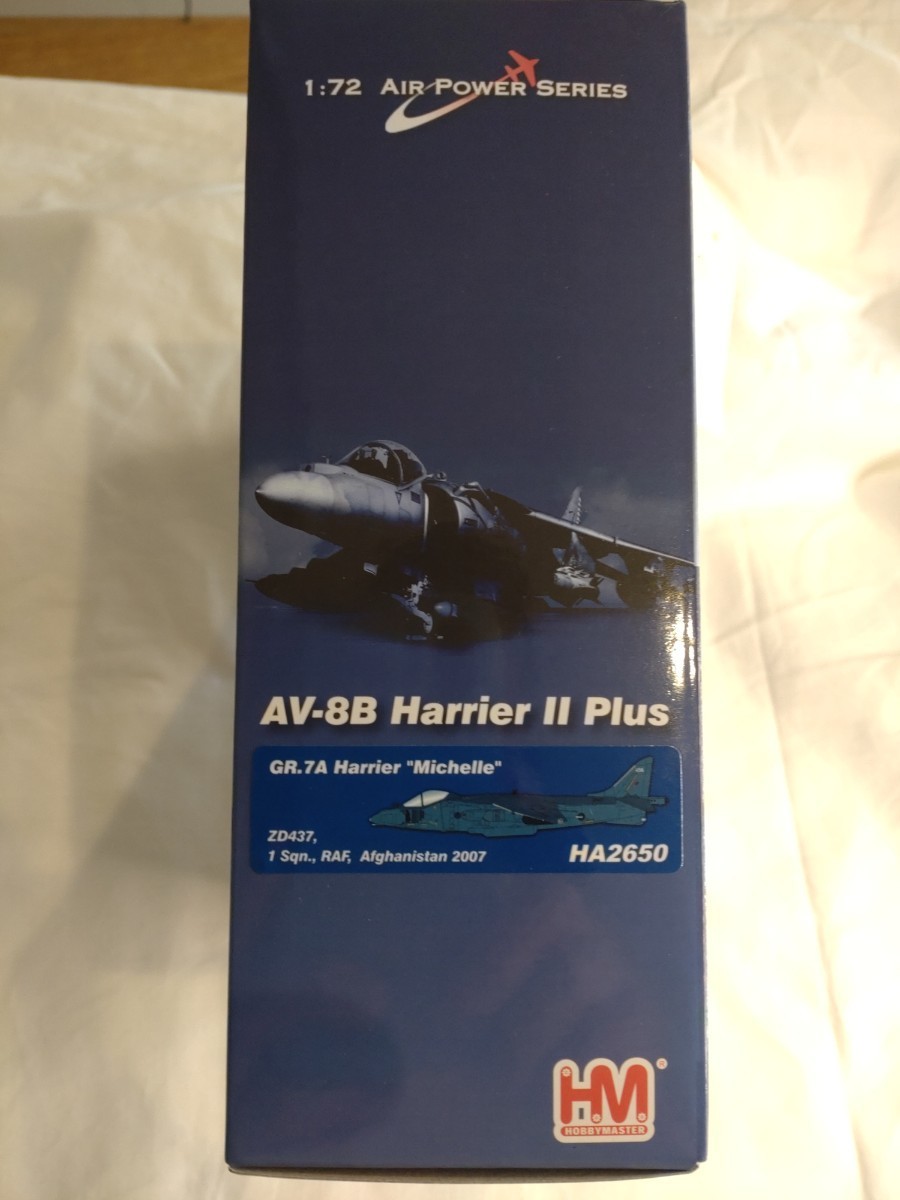 1:72 AIR POWER SERIES
AV-8B Harrier II Plus
GR.7A Harrier "Michelle"
ZD437,
1 Sqn., RAF, Afghanistan 2007
HA2650
HM
HOBBYMASTER